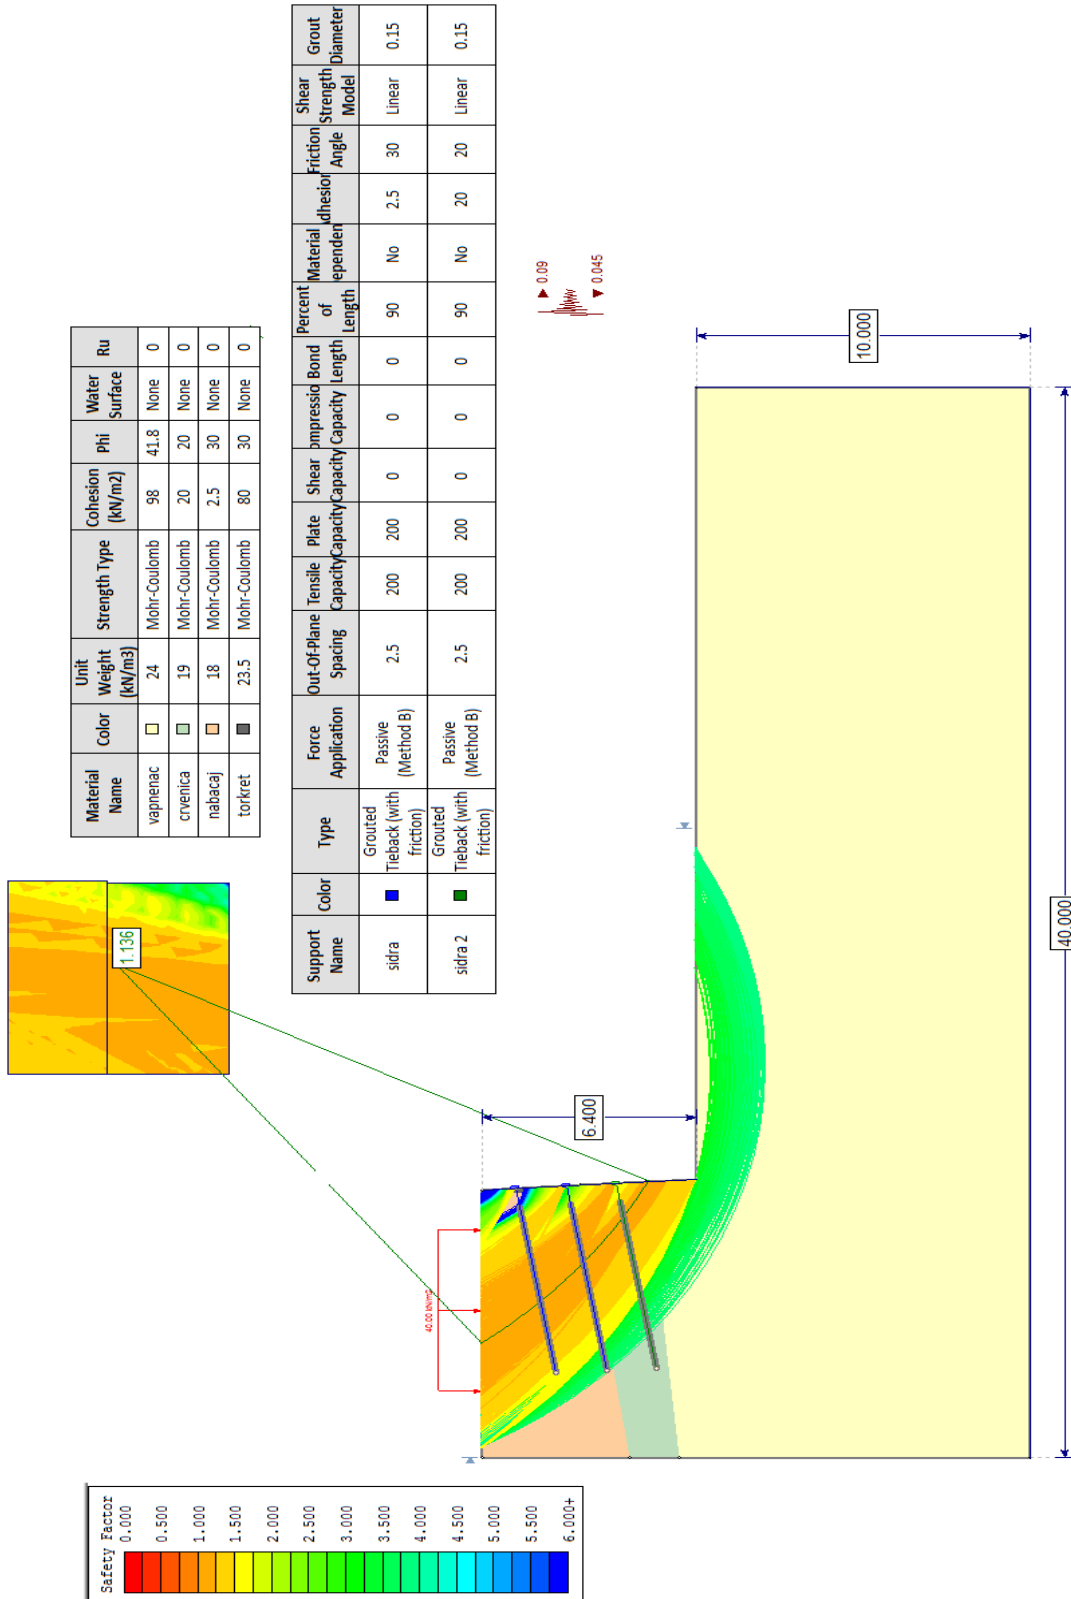 Safety Factor
0.000
0.500
1.000
1.500
2.000
2.500
3.000
3.500
4.000
4.500
5.000
5.500
6.000+
1.136
Material Name Color Unit Weight (kN/m3) Strength Type Cohesion (kN/m2) Phi Water Surface Ru
vapnenac 24 Mohr-Coulomb 98 41.8 None 0
crvenica 19 Mohr-Coulomb 20 20 None 0
nabacaj 18 Mohr-Coulomb 2.5 30 None 0
torkret 23.5 Mohr-Coulomb 80 30 None 0
Support Name Color Type Force Application Out-Of-Plane Spacing Tensile Capacity Plate Capacity Shear Capacity ompressio Capacity Bond Length Percent of Length Material ependen dhesion Friction Angle Shear Strength Model Grout Diameter
sidra Grouted Tieback (with friction) Passive (Method B) 2.5 200 200 0 0 0 90 No 2.5 30 Linear 0.15
sidra 2 Grouted Tieback (with friction) Passive (Method B) 2.5 200 200 0 0 0 90 No 20 20 Linear 0.15
0.09
0.045
40.00 kN/m2
6.400
10.000
40.000